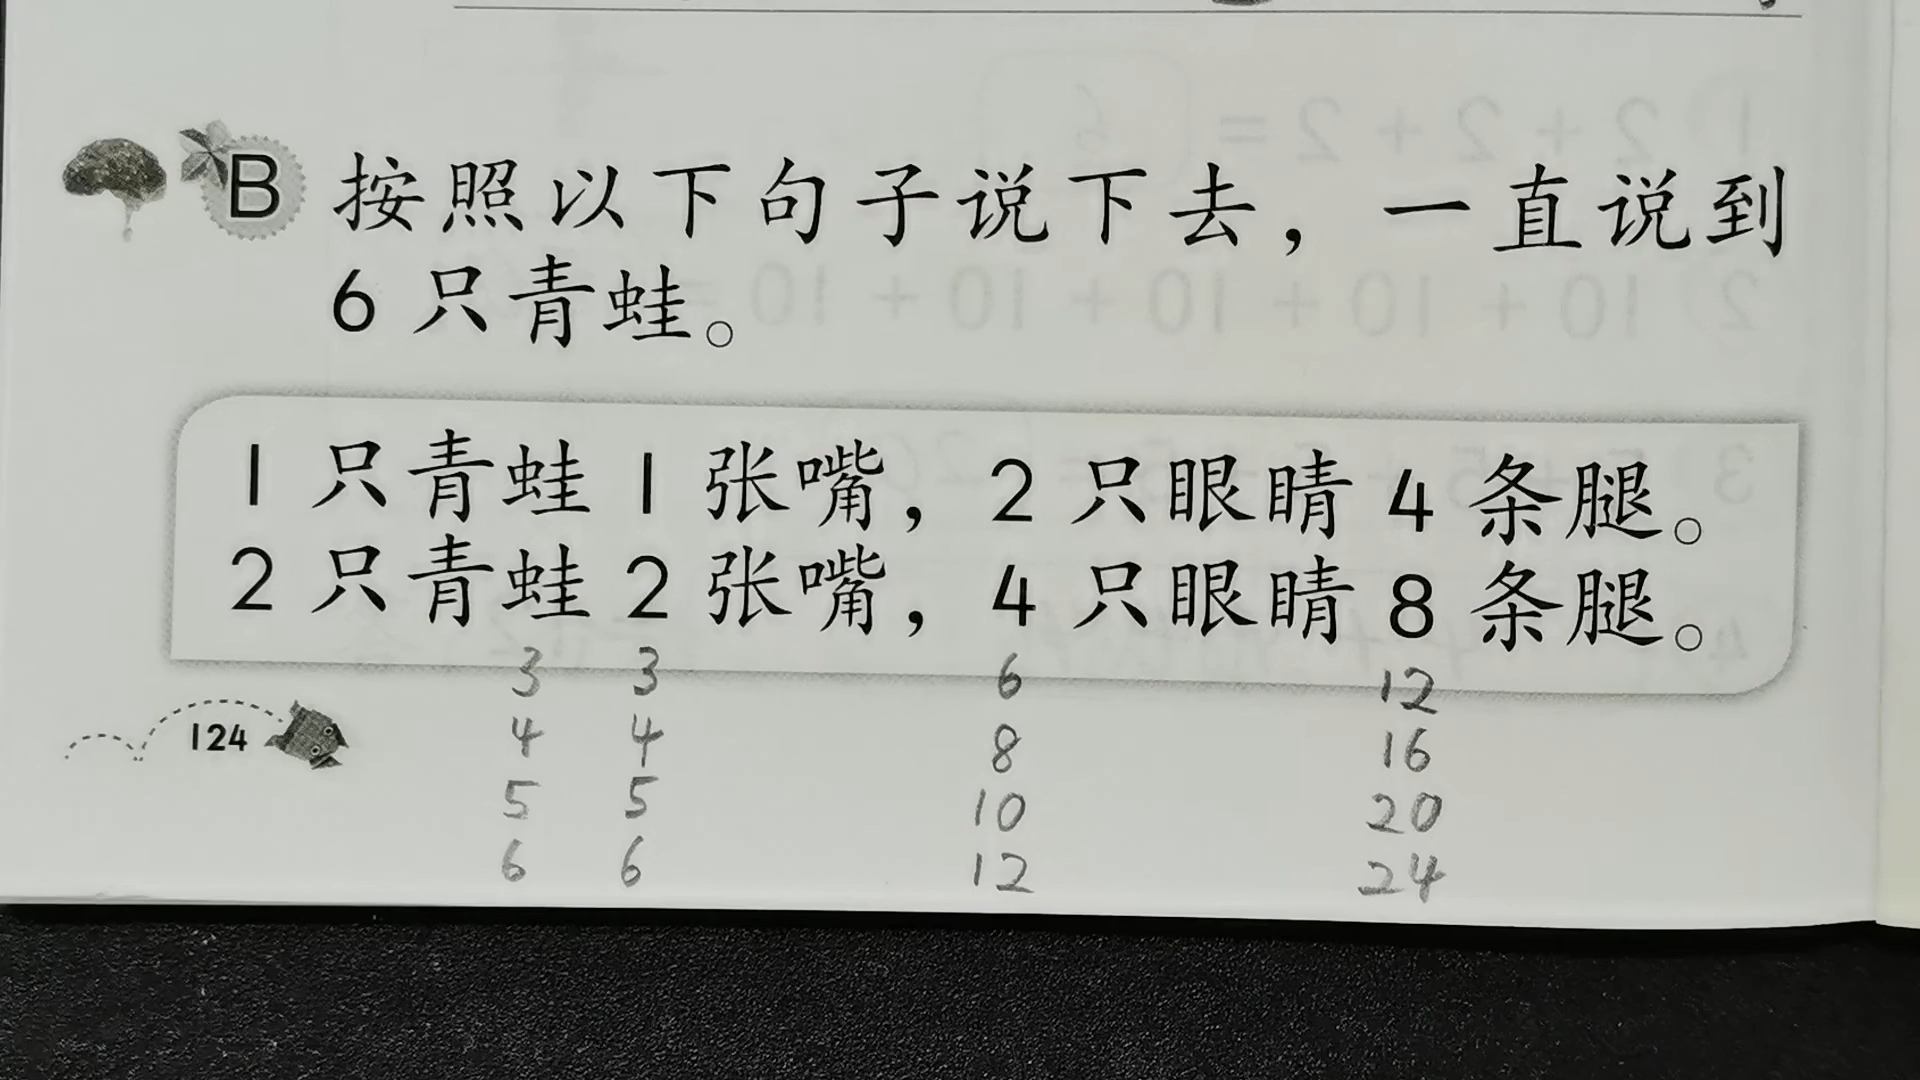 B 按照以下句子说下去，一直说到
6 只青蛙。
1 只青蛙 1 张嘴，2 只眼睛 4 条腿。
2 只青蛙 2 张嘴，4 只眼睛 8 条腿。
3 3 6 12
4 4 8 16
5 5 10 20
6 6 12 24
124